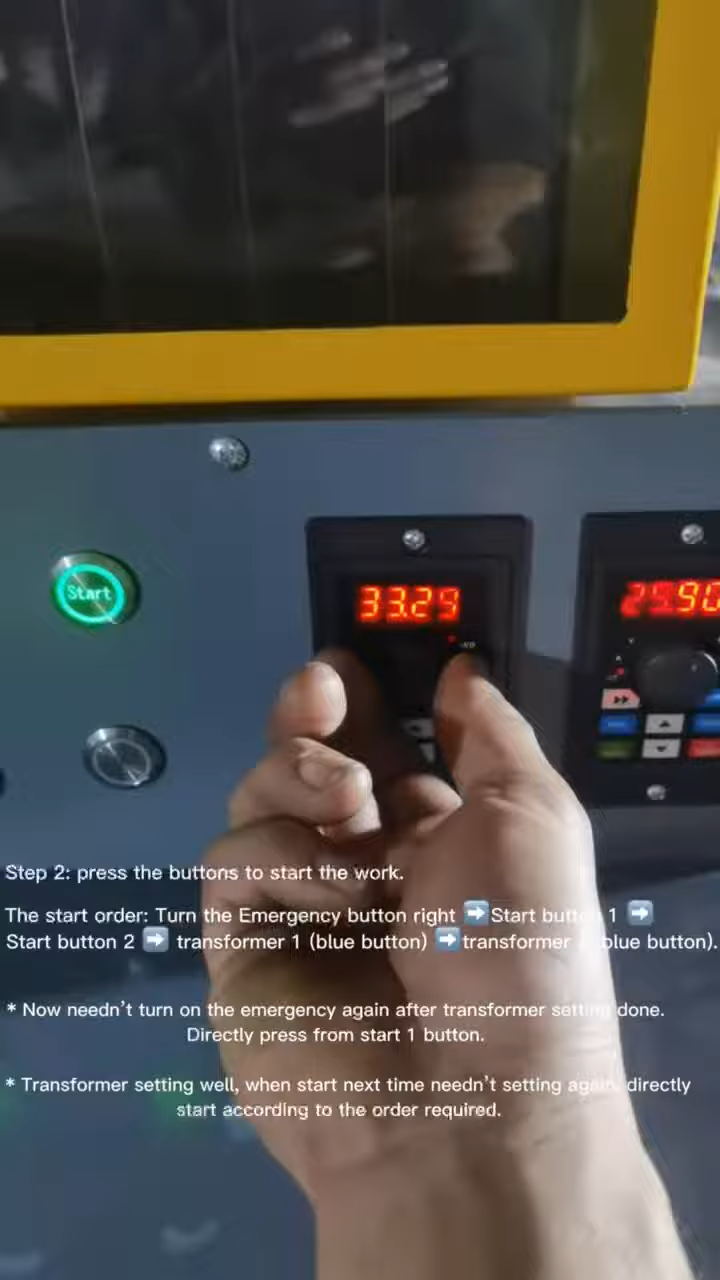 Start
33.29
Step 2: press the buttons to start the work.
The start order: Turn the Emergency button right ➡️Start button 1 ➡️
Start button 2 ➡️ transformer 1 (blue button) ➡️transformer (blue button).
* Now needn't turn on the emergency again after transformer setting done.
Directly press from start 1 button.
* Transformer setting well, when start next time needn't setting again, directly
start according to the order required.